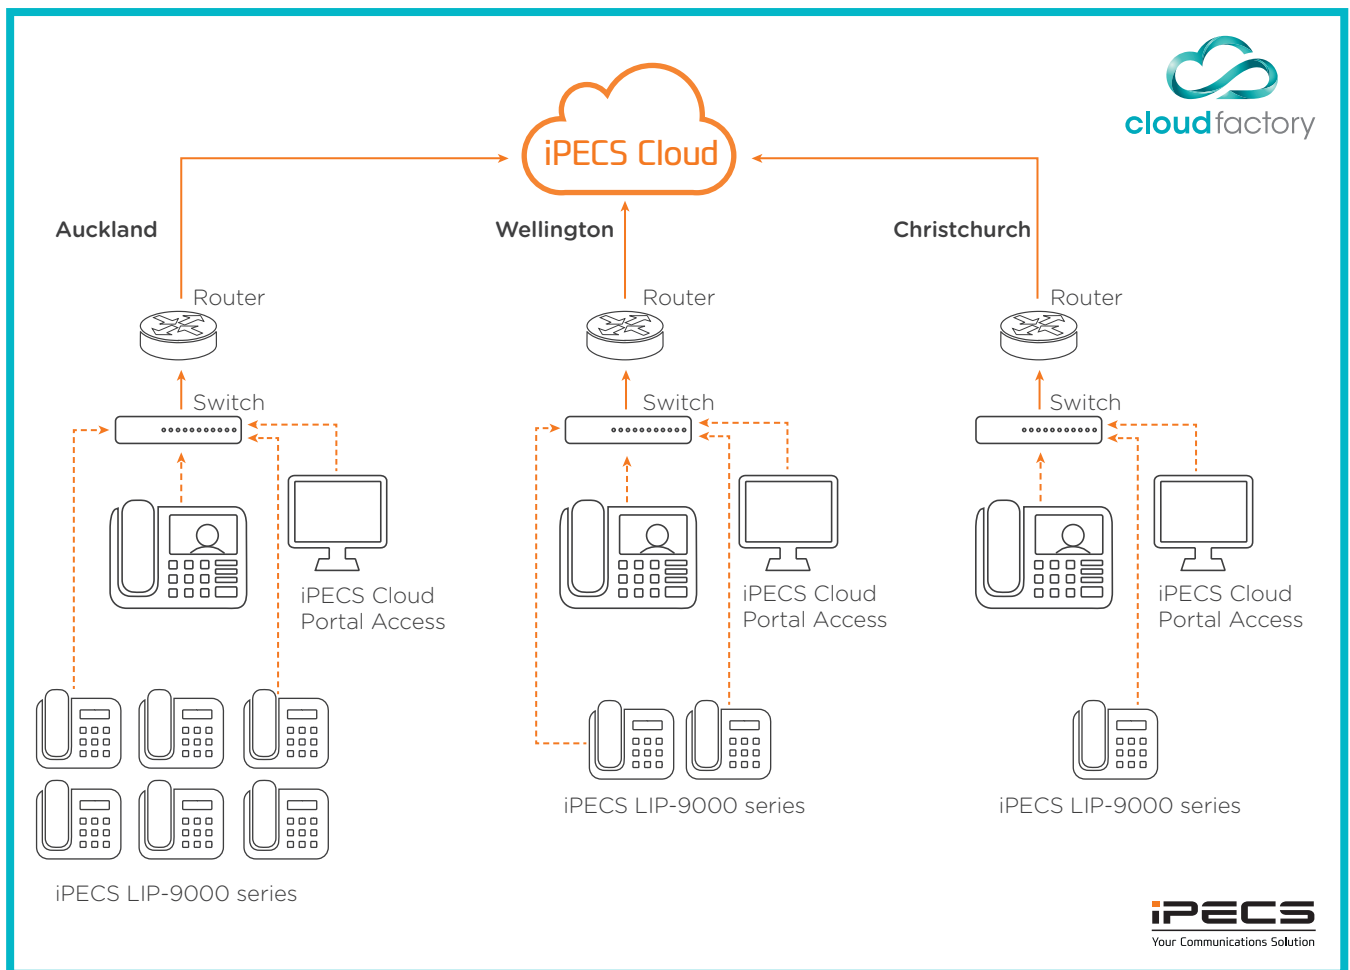 cloudfactory
iPECS Cloud
Auckland
Wellington
Christchurch
Router
Router
Router
Switch
Switch
Switch
iPECS Cloud
Portal Access
iPECS Cloud
Portal Access
iPECS Cloud
Portal Access
iPECS LIP-9000 series
iPECS LIP-9000 series
iPECS LIP-9000 series
iPECS
Your Communications Solution